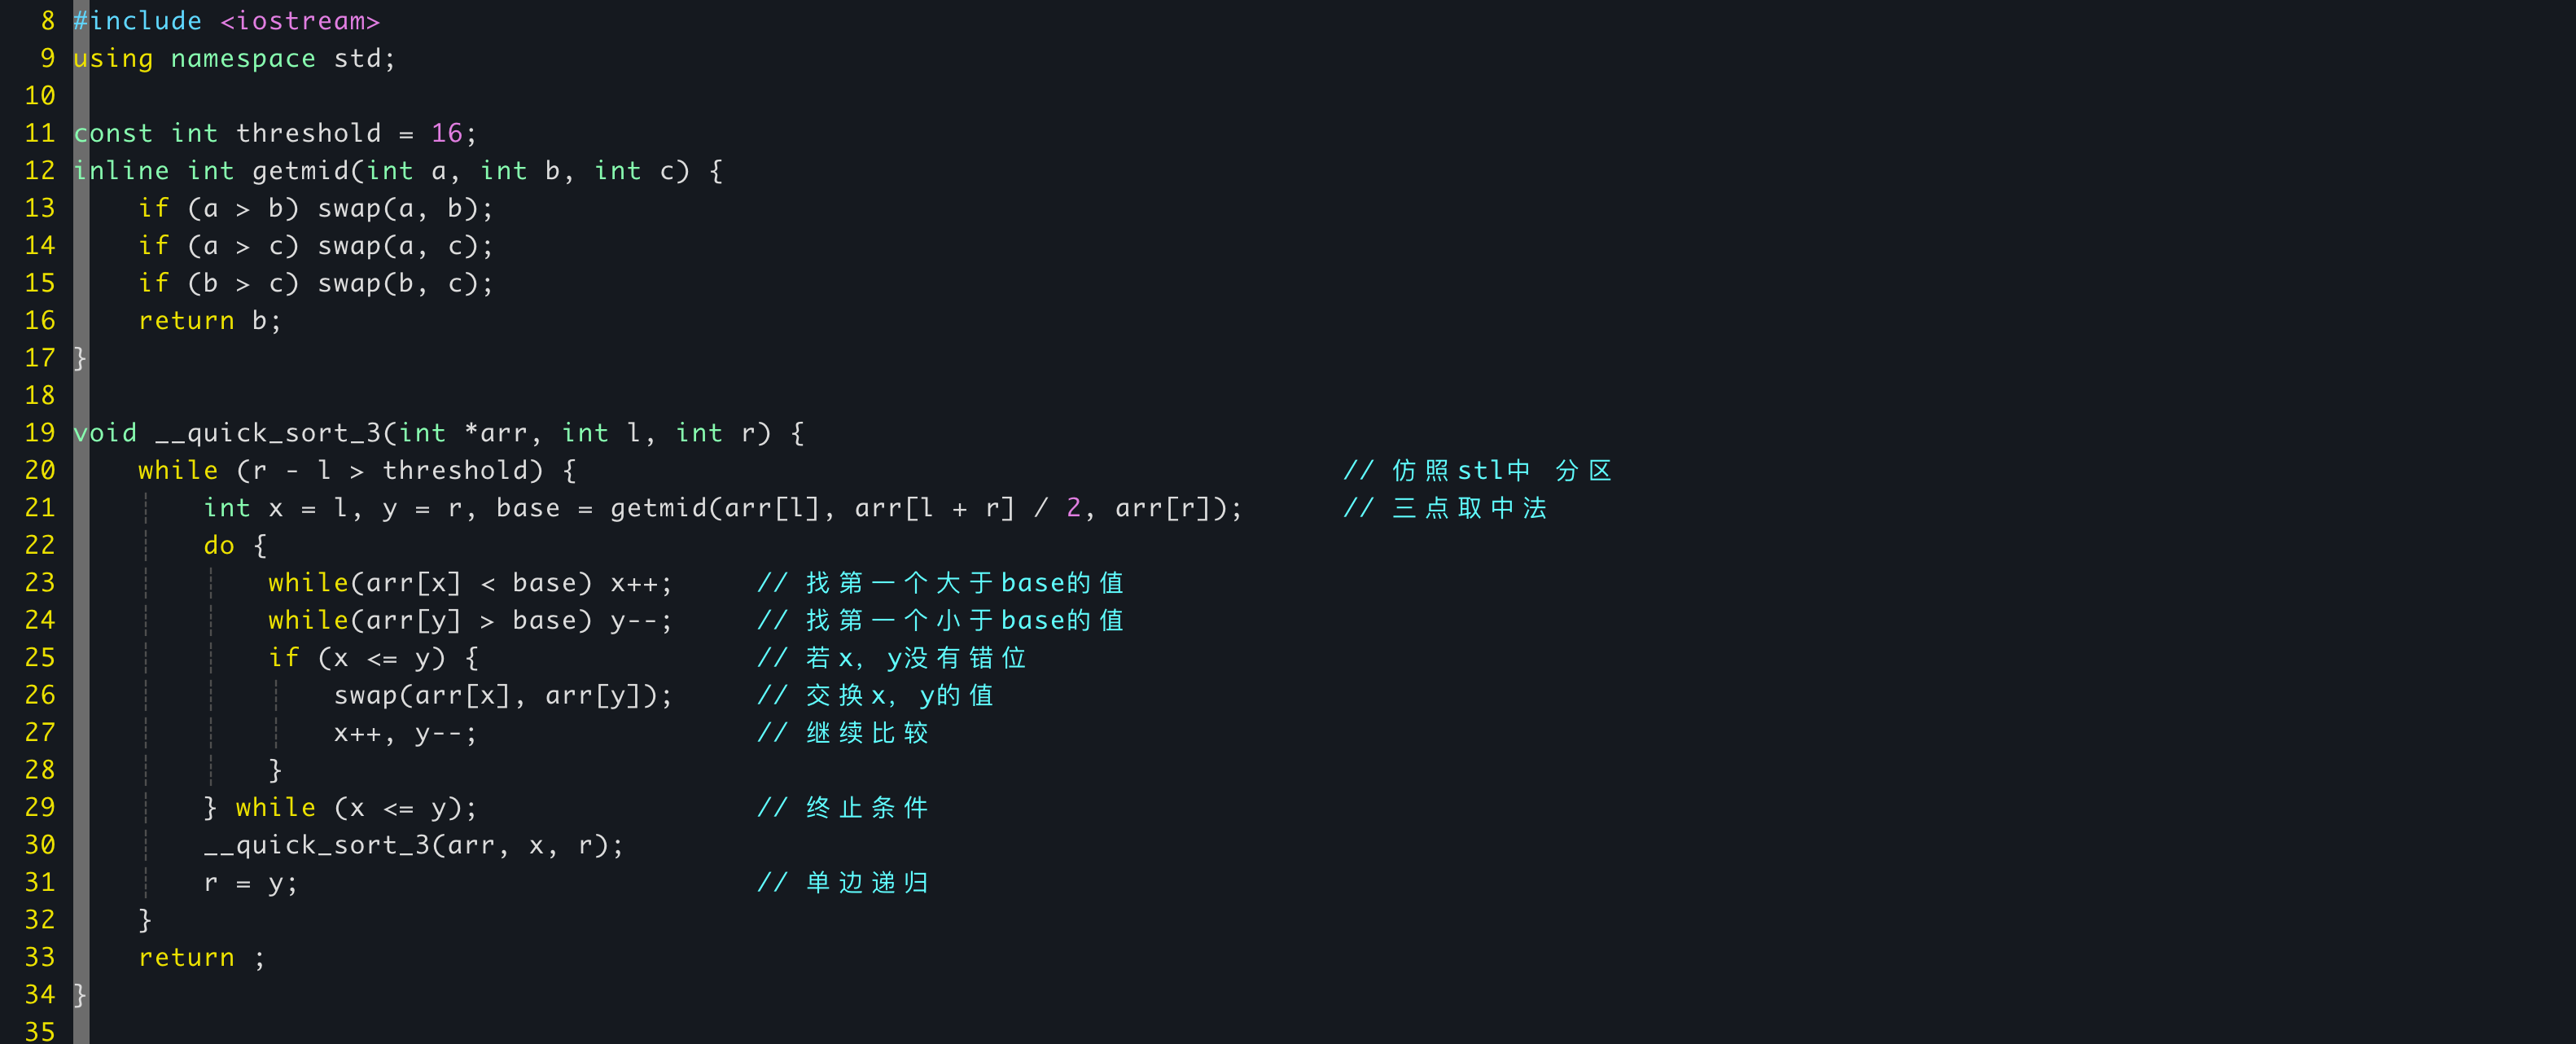 8 #include <iostream>
9 using namespace std;
10
11 const int threshold = 16;
12 inline int getmid(int a, int b, int c) {
13     if (a > b) swap(a, b);
14     if (a > c) swap(a, c);
15     if (b > c) swap(b, c);
16     return b;
17 }
18
19 void __quick_sort_3(int *arr, int l, int r) {
20     while (r - l > threshold) {                                               // 仿照stl中 分区
21         int x = l, y = r, base = getmid(arr[l], arr[l + r] / 2, arr[r]);      // 三点取中法
22         do {
23             while(arr[x] < base) x++;     // 找第一个大于base的值
24             while(arr[y] > base) y--;     // 找第一个小于base的值
25             if (x <= y) {                 // 若x, y没有错位
26                 swap(arr[x], arr[y]);     // 交换x, y的值
27                 x++, y--;                 // 继续比较
28             }
29         } while (x <= y);                 // 终止条件
30         __quick_sort_3(arr, x, r);
31         r = y;                            // 单边递归
32     }
33     return ;
34 }
35